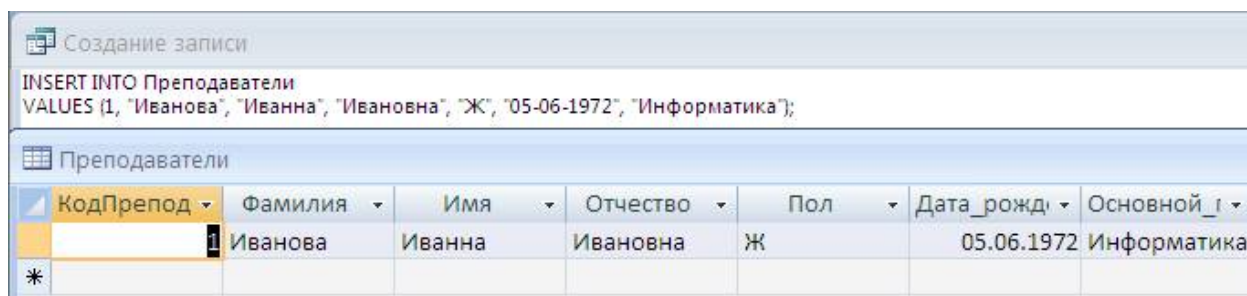 Создание записи
INSERT INTO Преподаватели
VALUES (1, "Иванова", "Иванна", "Ивановна", "Ж", "05-06-1972", "Информатика");
Преподаватели
КодПрепод Фамилия Имя Отчество Пол Дата_рожд Основной_г
1 Иванова Иванна Ивановна Ж 05.06.1972 Информатика